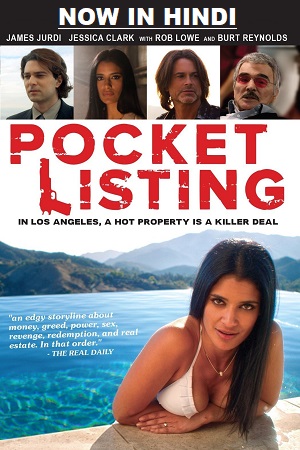 NOW IN HINDI
JAMES JURDI JESSICA CLARK WITH ROB LOWE AND BURT REYNOLDS
POCKET
LISTING
IN LOS ANGELES, A HOT PROPERTY IS A KILLER DEAL
"an edgy storyline about
money, greed, power, sex,
revenge, redemption, and real
estate. In that order."
- THE REAL DAILY